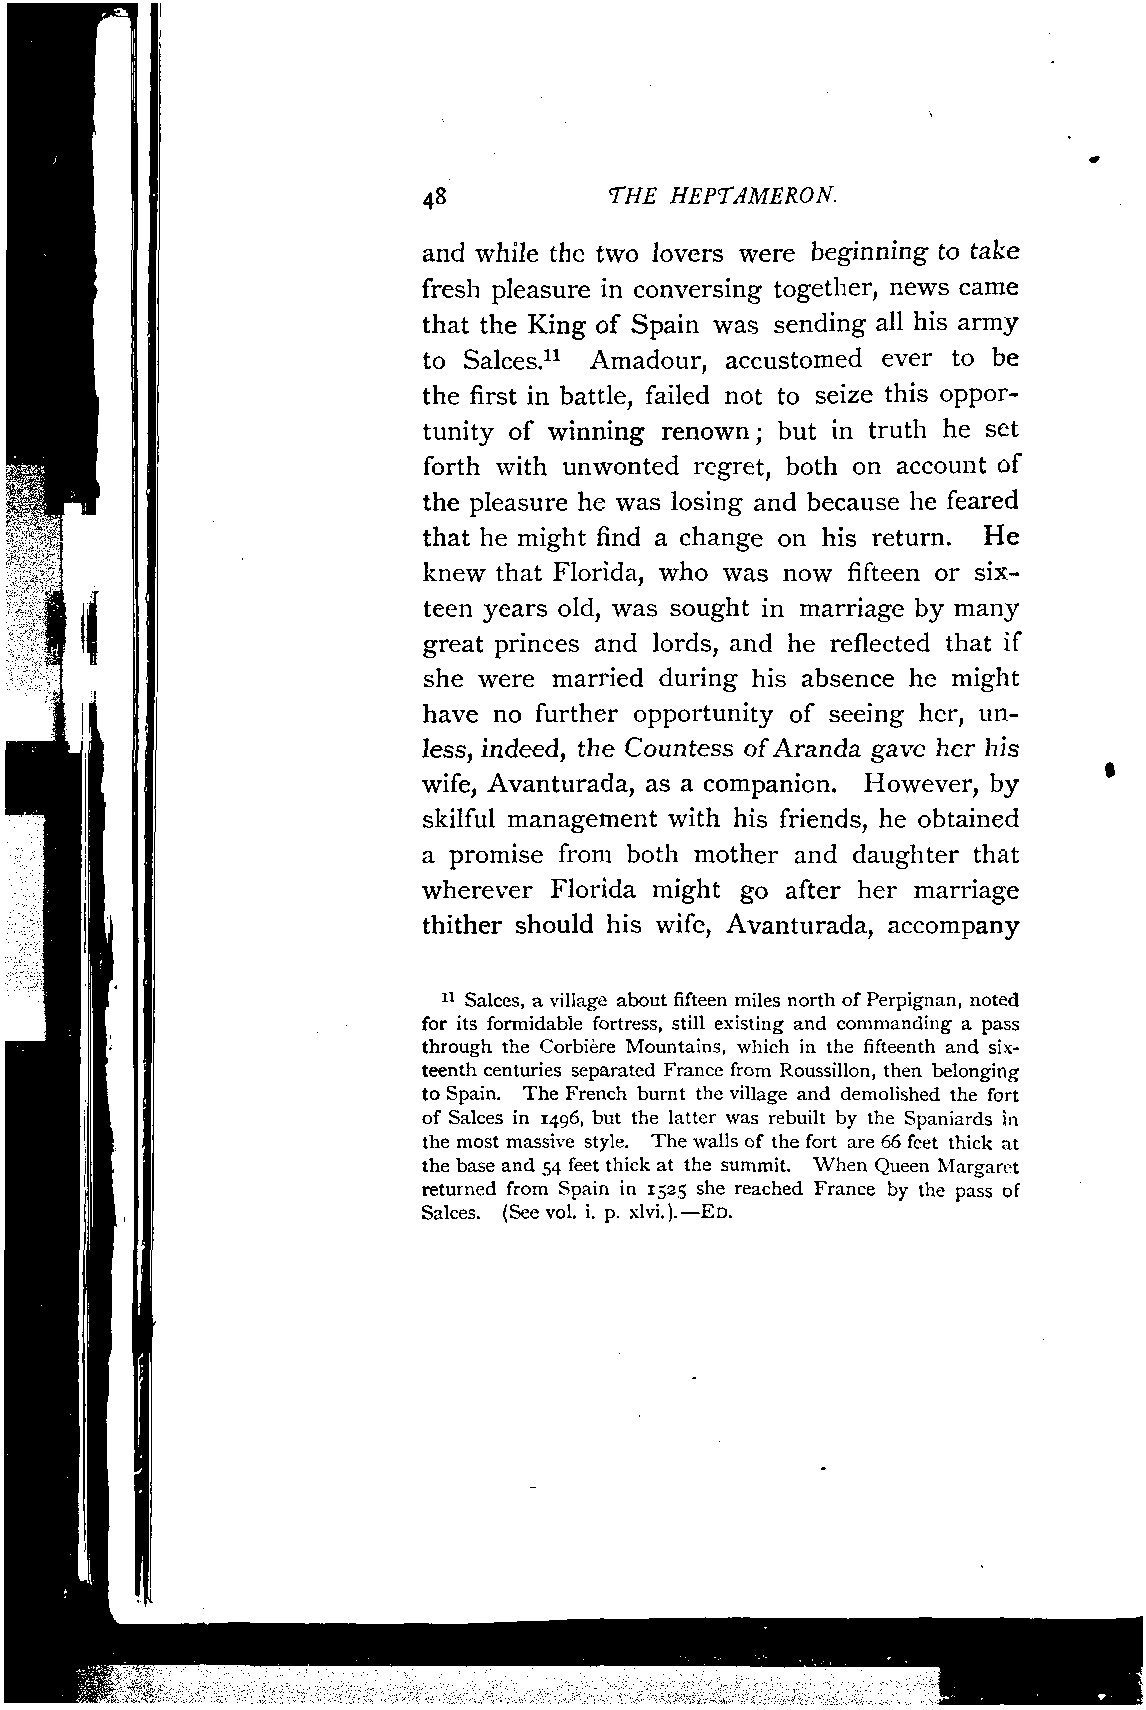 48 THE HEPTAMERON.
and while the two lovers were beginning to take
fresh pleasure in conversing together, news came
that the King of Spain was sending all his army
to Salces.¹¹ Amadour, accustomed ever to be
the first in battle, failed not to seize this oppor-
tunity of winning renown; but in truth he set
forth with unwonted regret, both on account of
the pleasure he was losing and because he feared
that he might find a change on his return. He
knew that Florida, who was now fifteen or six-
teen years old, was sought in marriage by many
great princes and lords, and he reflected that if
she were married during his absence he might
have no further opportunity of seeing her, un-
less, indeed, the Countess of Aranda gave her his
wife, Avanturada, as a companion. However, by
skilful management with his friends, he obtained
a promise from both mother and daughter that
wherever Florida might go after her marriage
thither should his wife, Avanturada, accompany
¹¹ Salces, a village about fifteen miles north of Perpignan, noted
for its formidable fortress, still existing and commanding a pass
through the Corbière Mountains, which in the fifteenth and six-
teenth centuries separated France from Roussillon, then belonging
to Spain. The French burnt the village and demolished the fort
of Salces in 1496, but the latter was rebuilt by the Spaniards in
the most massive style. The walls of the fort are 66 feet thick at
the base and 54 feet thick at the summit. When Queen Margaret
returned from Spain in 1525 she reached France by the pass of
Salces. (See vol. i. p. xlvi.).—ED.